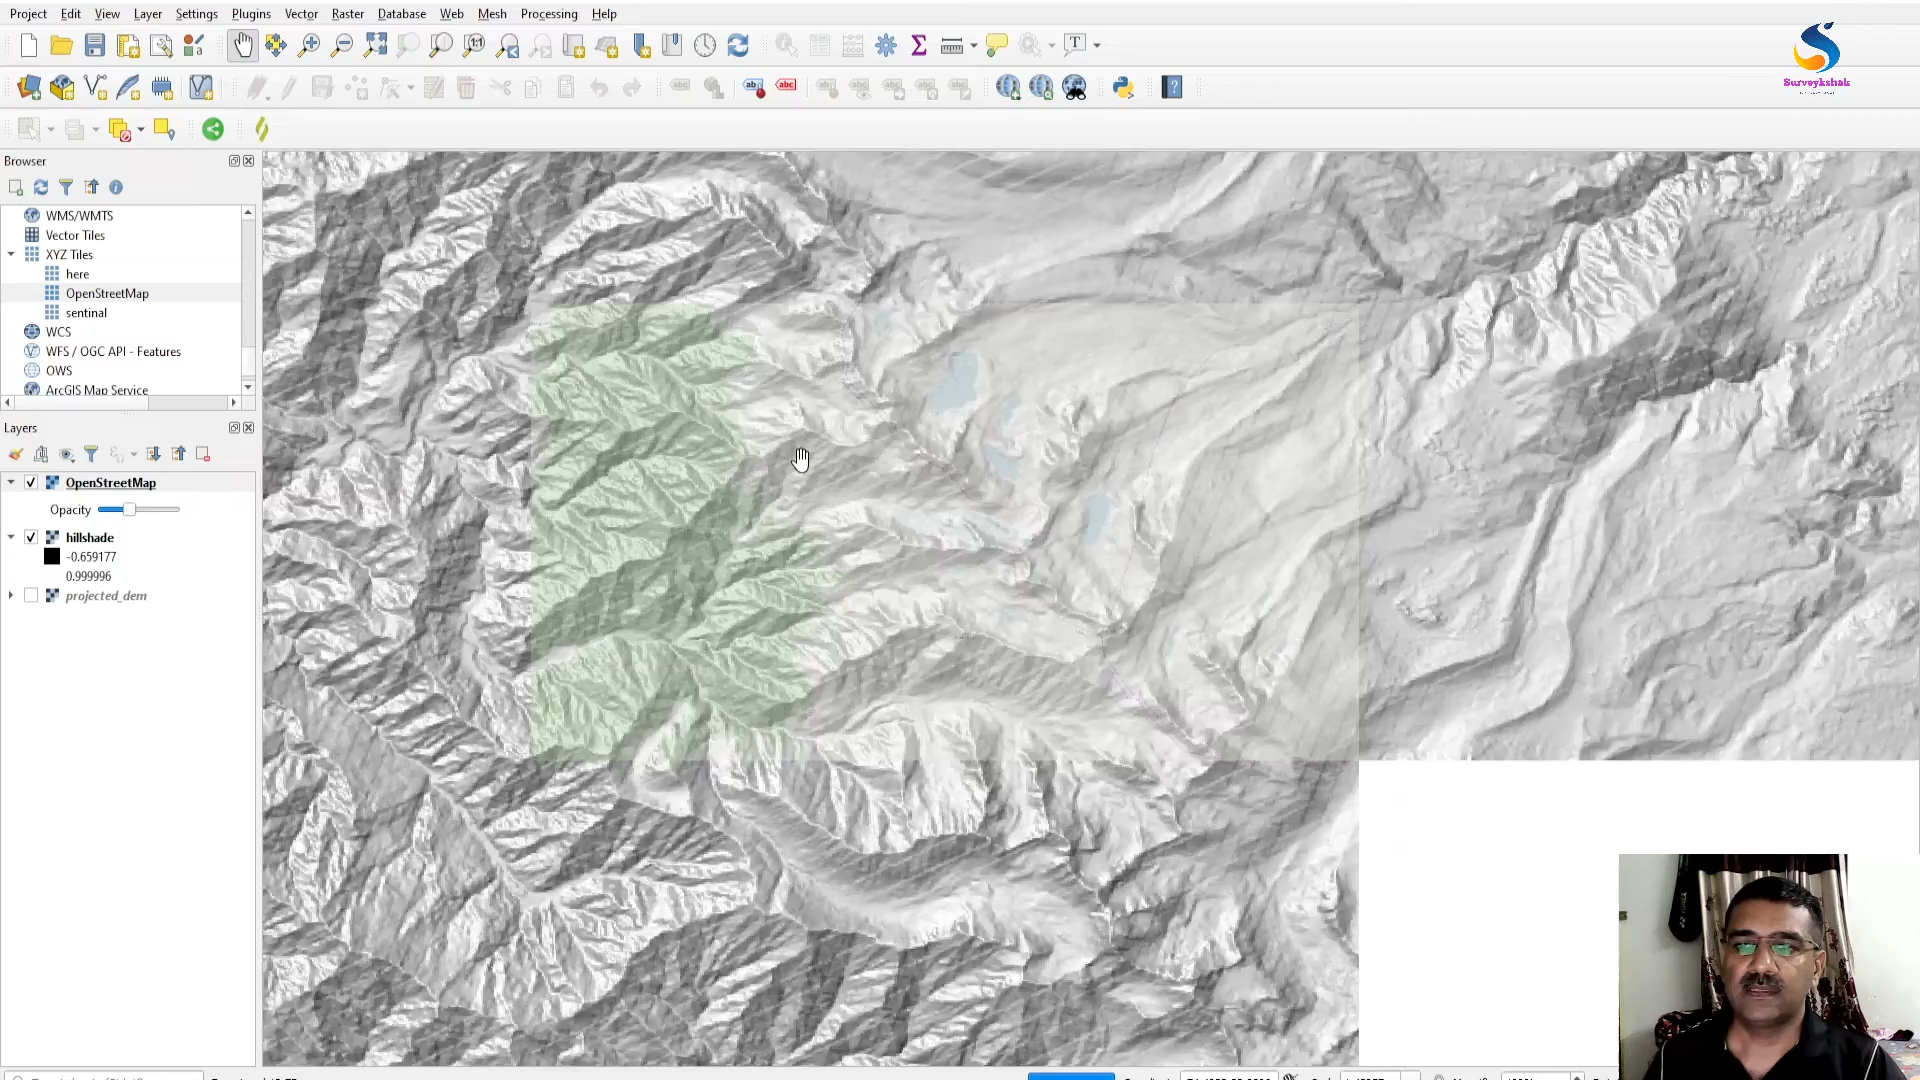 Project Edit View Layer Settings Plugins Vector Raster Database Web Mesh Processing Help
Surveykshak
Browser
WMS/WMTS
Vector Tiles
XYZ Tiles
here
OpenStreetMap
sentinal
WCS
WFS / OGC API - Features
OWS
ArcGIS Map Service
Layers
OpenStreetMap
Opacity
hillshade
-0.659177
0.999996
projected_dem